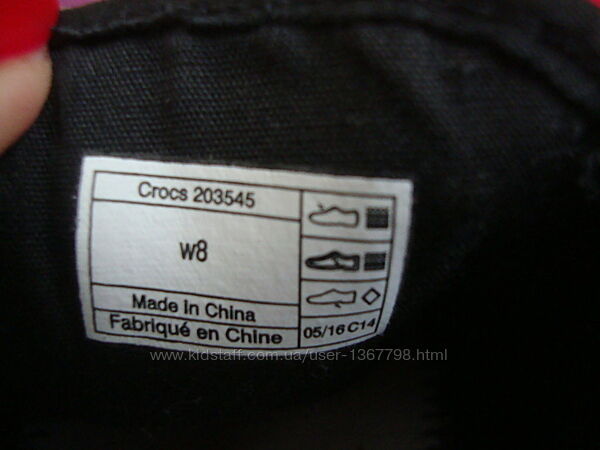 Crocs 203545
w8
Made in China
Fabriqué en Chine
05/16 C14
www.kidstaff.com.ua/user-1367798.html